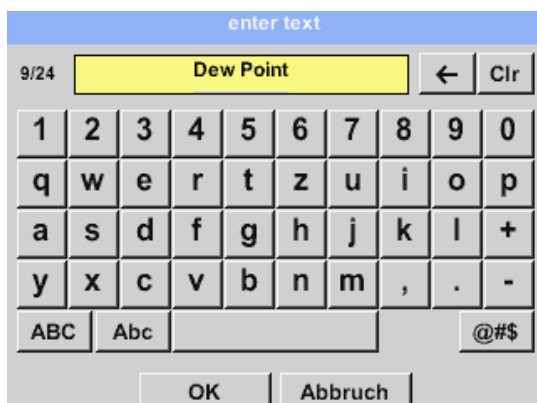 enter text
9/24 Dew Point ← Clr
1 2 3 4 5 6 7 8 9 0
q w e r t z u i o p
a s d f g h j k l +
y x c v b n m , . -
ABC Abc @#$
OK Abbruch